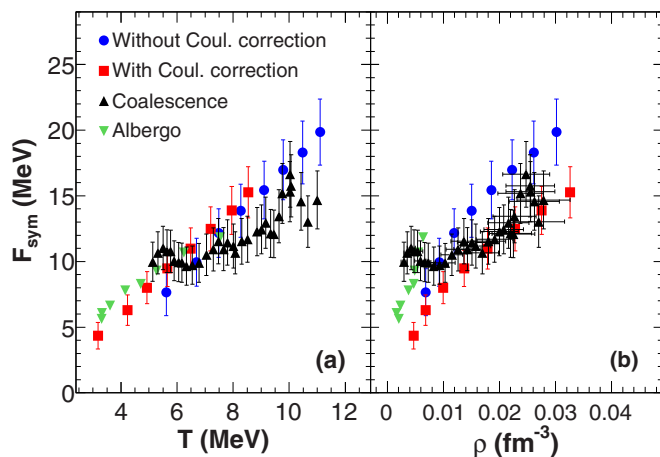 Without Coul. correction
With Coul. correction
Coalescence
Albergo
F_sym (MeV)
25
20
15
10
5
0
(a)
(b)
4 6 8 10 12
0 0.01 0.02 0.03 0.04
T (MeV)
ρ (fm⁻³)